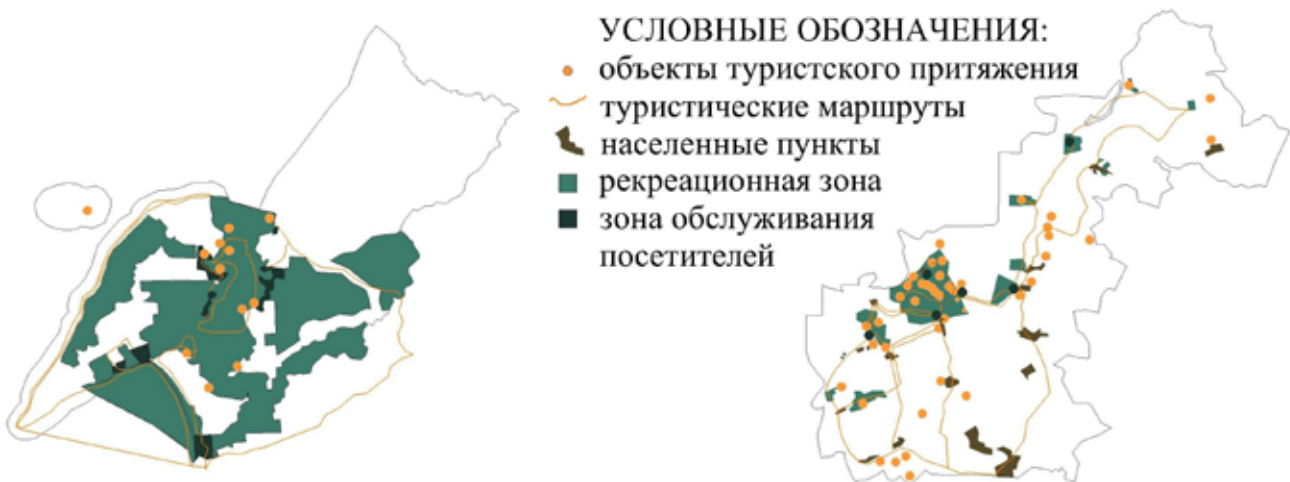 УСЛОВНЫЕ ОБОЗНАЧЕНИЯ:
объекты туристского притяжения
туристические маршруты
населенные пункты
рекреационная зона
зона обслуживания
посетителей